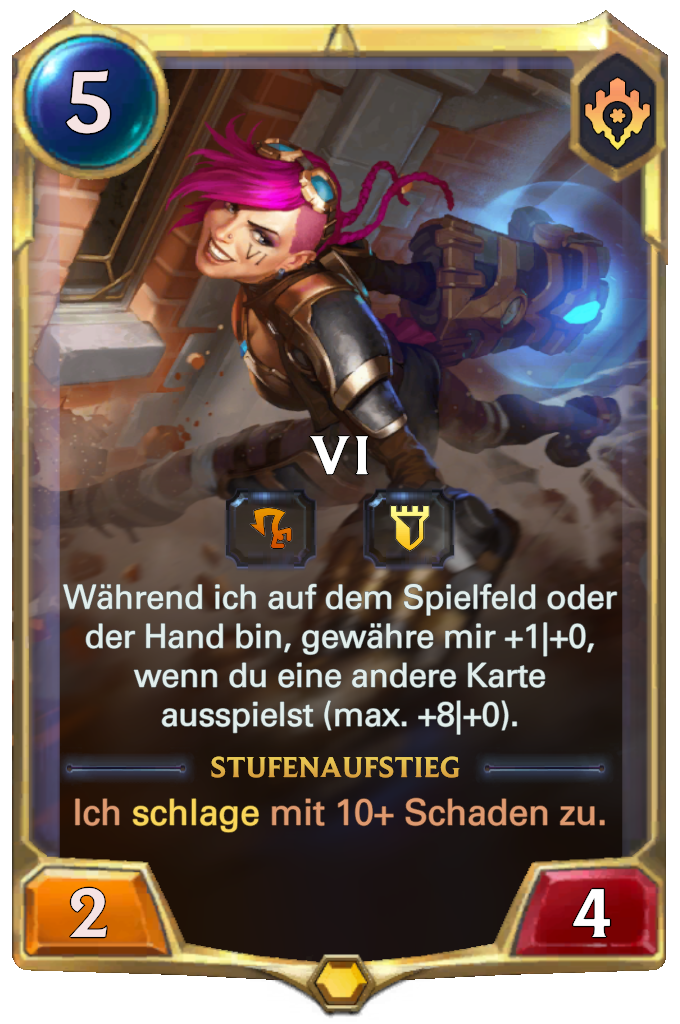 5
VI
VI
Während ich auf dem Spielfeld oder
der Hand bin, gewähre mir +1|+0,
wenn du eine andere Karte
ausspielst (max. +8|+0).
STUFENAUFSTIEG
Ich schlage mit 10+ Schaden zu.
2
4